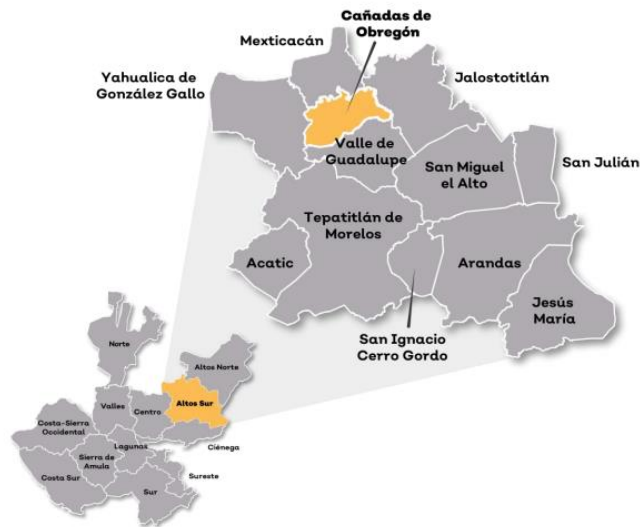 Cañadas de
Obregón
Mexticacán
Yahualica de
González Gallo
Jalostotitlán
Valle de
Guadalupe
San Miguel
el Alto
San Julián
Tepatitlán de
Morelos
Acatic
Arandas
Jesús
María
San Ignacio
Cerro Gordo
Norte
Altos Norte
Valles
Centro
Altos Sur
Costa-Sierra
Occidental
Lagunas
Ciénega
Sierra de
Amula
Sureste
Costa Sur
Sur